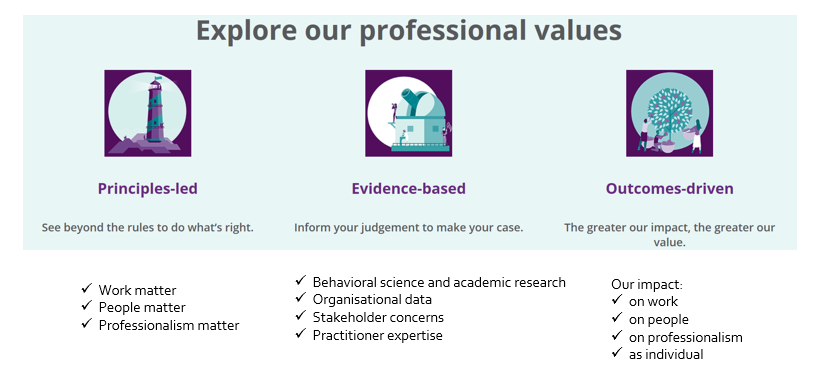 Explore our professional values
Principles-led
See beyond the rules to do what's right.
Work matter
People matter
Professionalism matter
Evidence-based
Inform your judgement to make your case.
Behavioral science and academic research
Organisational data
Stakeholder concerns
Practitioner expertise
Outcomes-driven
The greater our impact, the greater our
value.
Our impact:
on work
on people
on professionalism
as individual